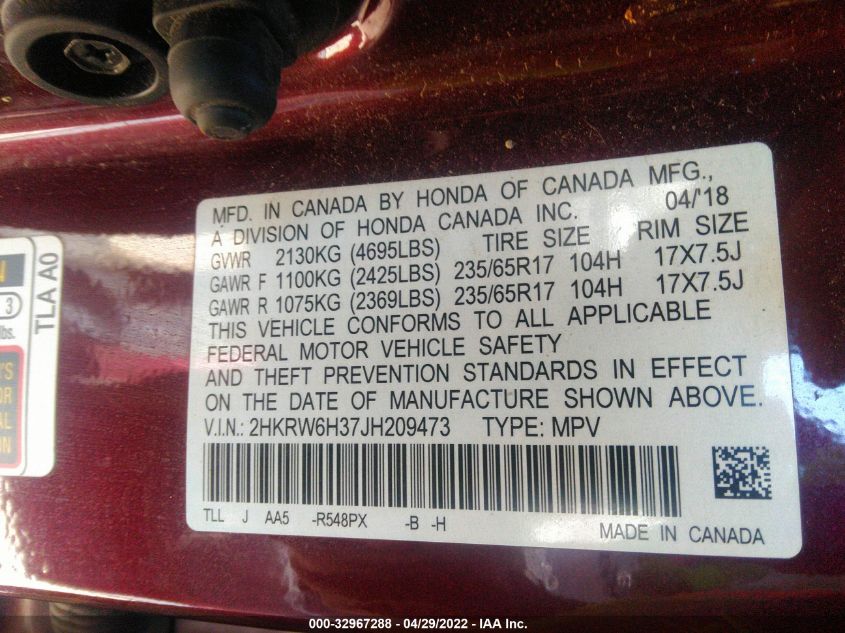 MFD. IN CANADA BY HONDA OF CANADA MFG.,
A DIVISION OF HONDA CANADA INC. 04/18
GVWR 2130KG (4695LBS) TIRE SIZE RIM SIZE
GAWR F 1100KG (2425LBS) 235/65R17 104H 17X7.5J
GAWR R 1075KG (2369LBS) 235/65R17 104H 17X7.5J
THIS VEHICLE CONFORMS TO ALL APPLICABLE
FEDERAL MOTOR VEHICLE SAFETY
AND THEFT PREVENTION STANDARDS IN EFFECT
ON THE DATE OF MANUFACTURE SHOWN ABOVE.
V.I.N.: 2HKRW6H37JH209473 TYPE: MPV
TLL J AA5 -R548PX -B -H
MADE IN CANADA
N
3
lbs.
TLA A0
'S
OR
AL
000-32967288 - 04/29/2022 - IAA Inc.